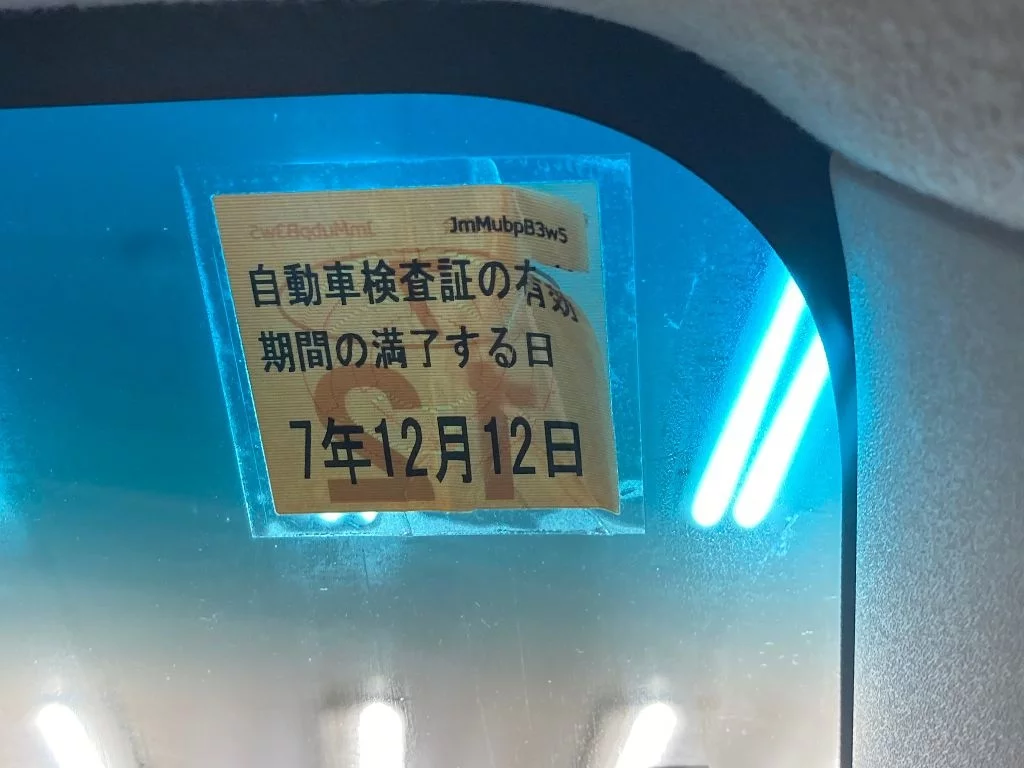 JmMubpB3w5
自動車検査証の有効
期間の満了する日
7年12月12日